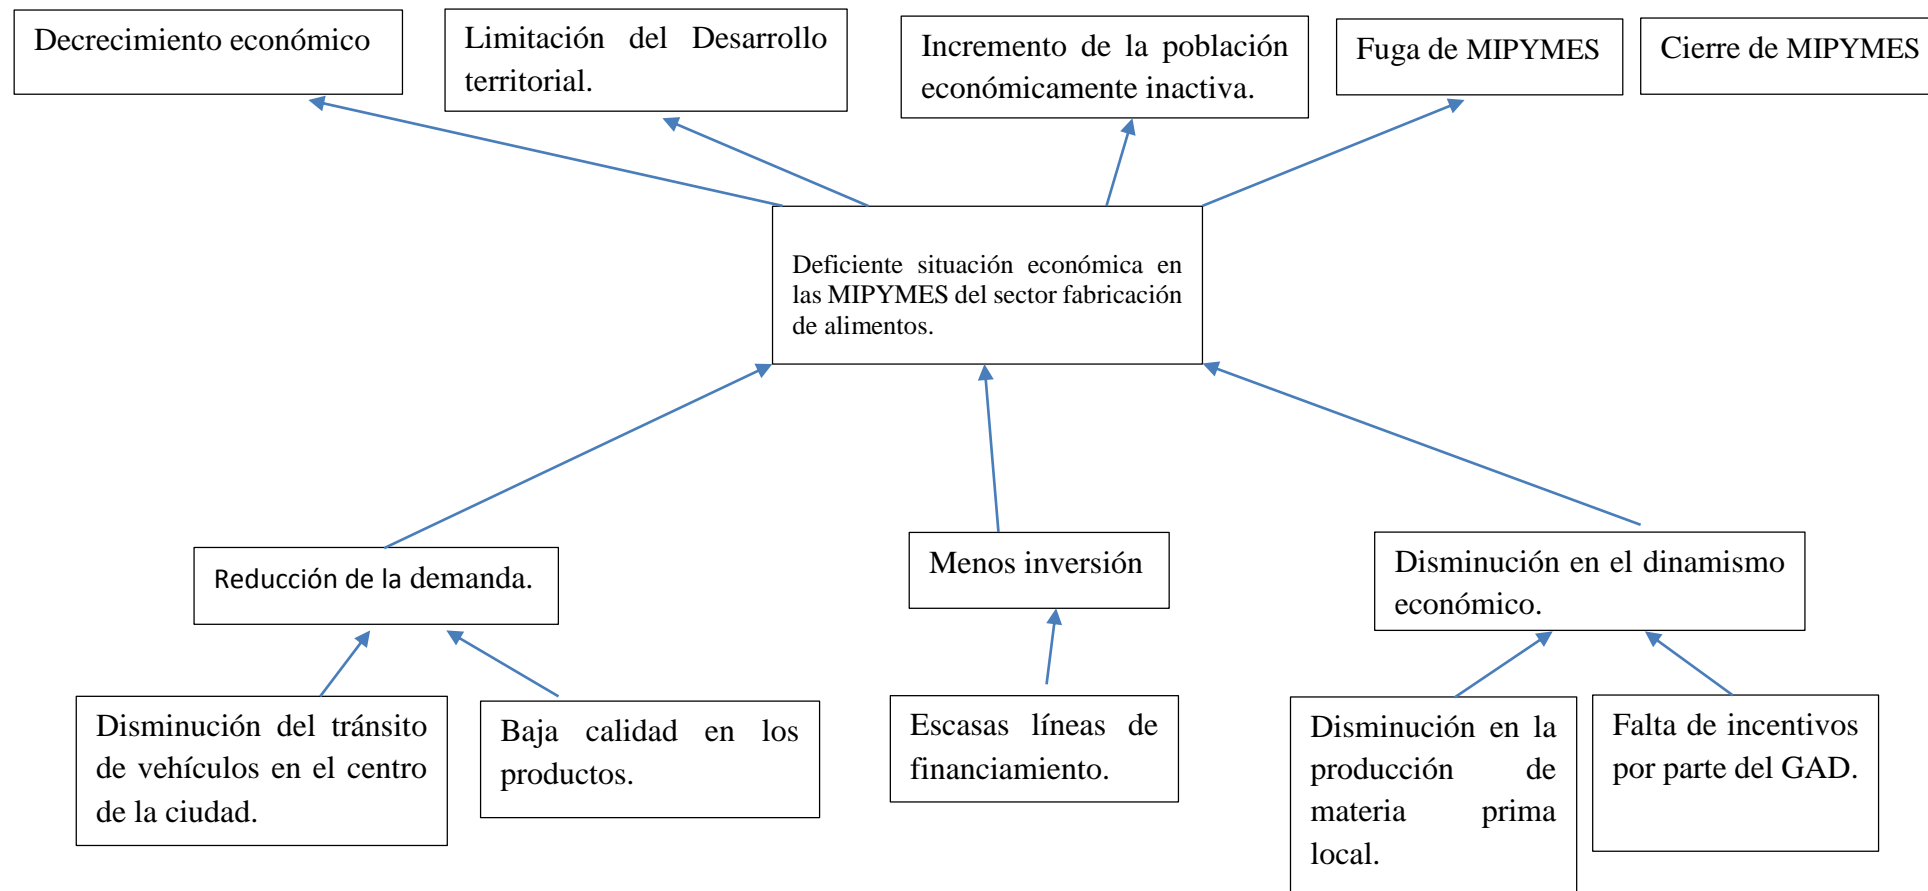 Decrecimiento económico
Limitación del Desarrollo
territorial.
Incremento de la población
económicamente inactiva.
Fuga de MIPYMES
Cierre de MIPYMES
Deficiente situación económica en
las MIPYMES del sector fabricación
de alimentos.
Reducción de la demanda.
Menos inversión
Disminución en el dinamismo
económico.
Disminución del tránsito
de vehículos en el centro
de la ciudad.
Baja calidad en los
productos.
Escasas líneas de
financiamiento.
Disminución en la
producción de
materia prima
local.
Falta de incentivos
por parte del GAD.